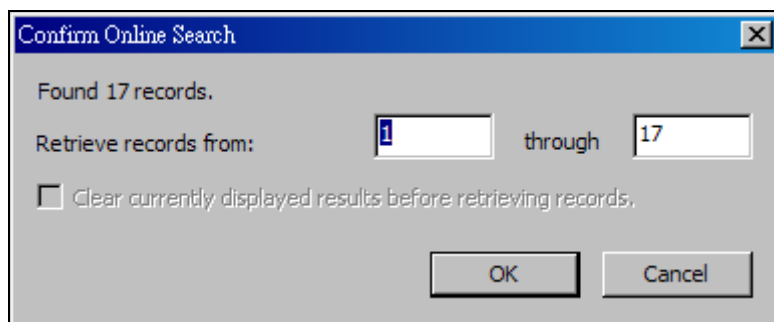 Confirm Online Search
Found 17 records.
Retrieve records from: 1 through 17
Clear currently displayed results before retrieving records.
OK Cancel